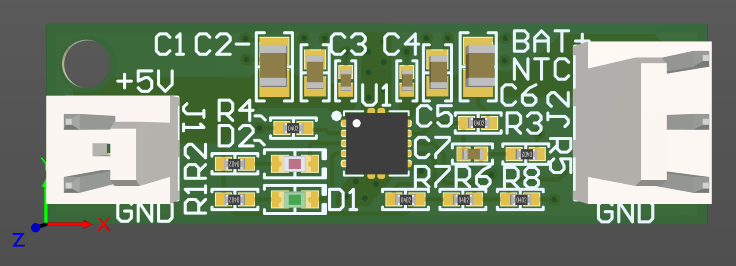 C1 C2 C3 C4 BAT+
NTC
+5V U1 C6
J1 R4 C5 R3 J2
D2 C7
R2 R5
R7 R6 R8
R1 D1
GND GND
X
Z